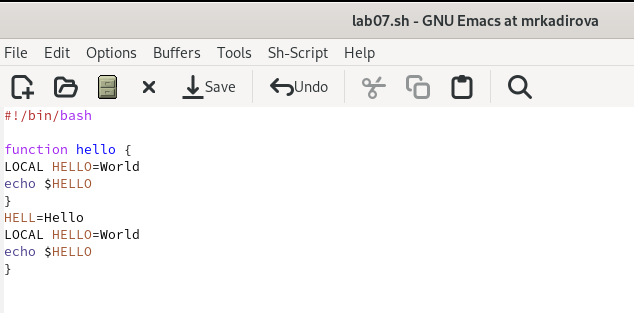 lab07.sh - GNU Emacs at mrkadirova
File Edit Options Buffers Tools Sh-Script Help
Save Undo
#!/bin/bash
function hello {
LOCAL HELLO=World
echo $HELLO
}
HELL=Hello
LOCAL HELLO=World
echo $HELLO
}